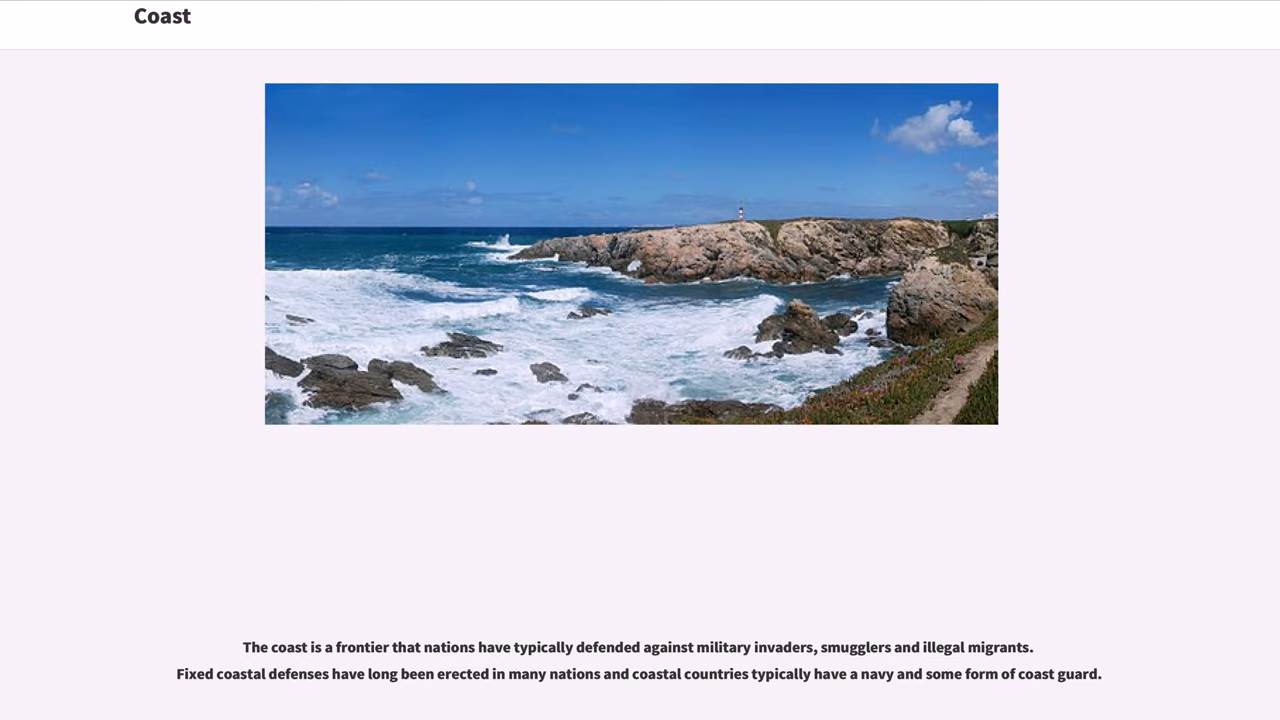 Coast
The coast is a frontier that nations have typically defended against military invaders, smugglers and illegal migrants.
Fixed coastal defenses have long been erected in many nations and coastal countries typically have a navy and some form of coast guard.